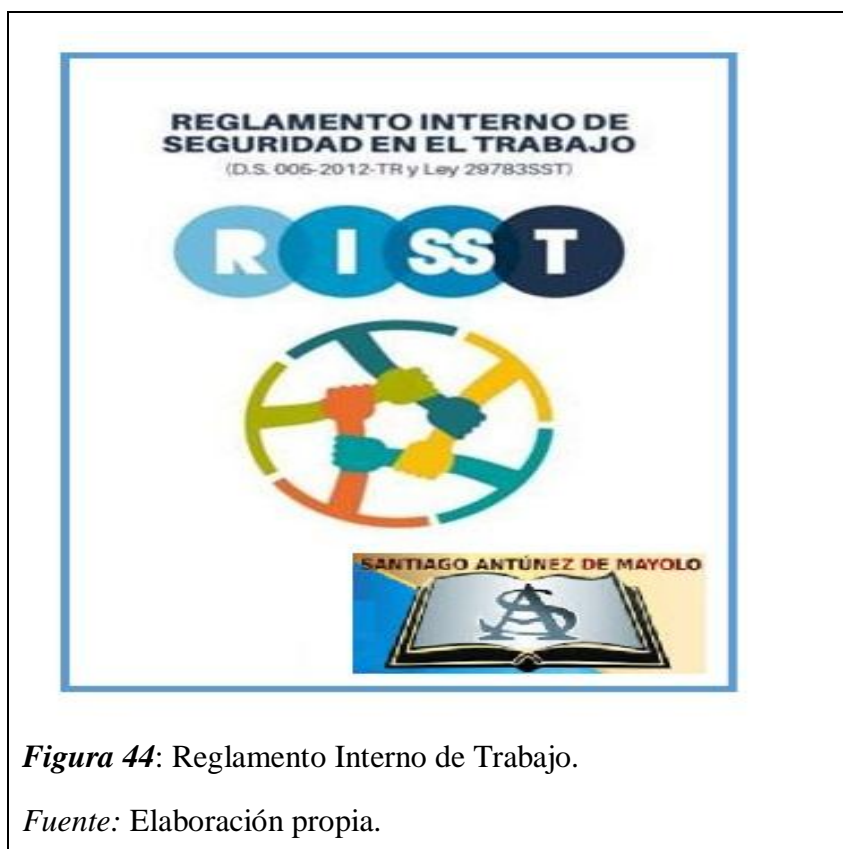 REGLAMENTO INTERNO DE
SEGURIDAD EN EL TRABAJO
(D.S. 005-2012-TR y Ley 29783SST)
R I SS T
SANTIAGO ANTÚNEZ DE MAYOLO
AS
Figura 44: Reglamento Interno de Trabajo.
Fuente: Elaboración propia.